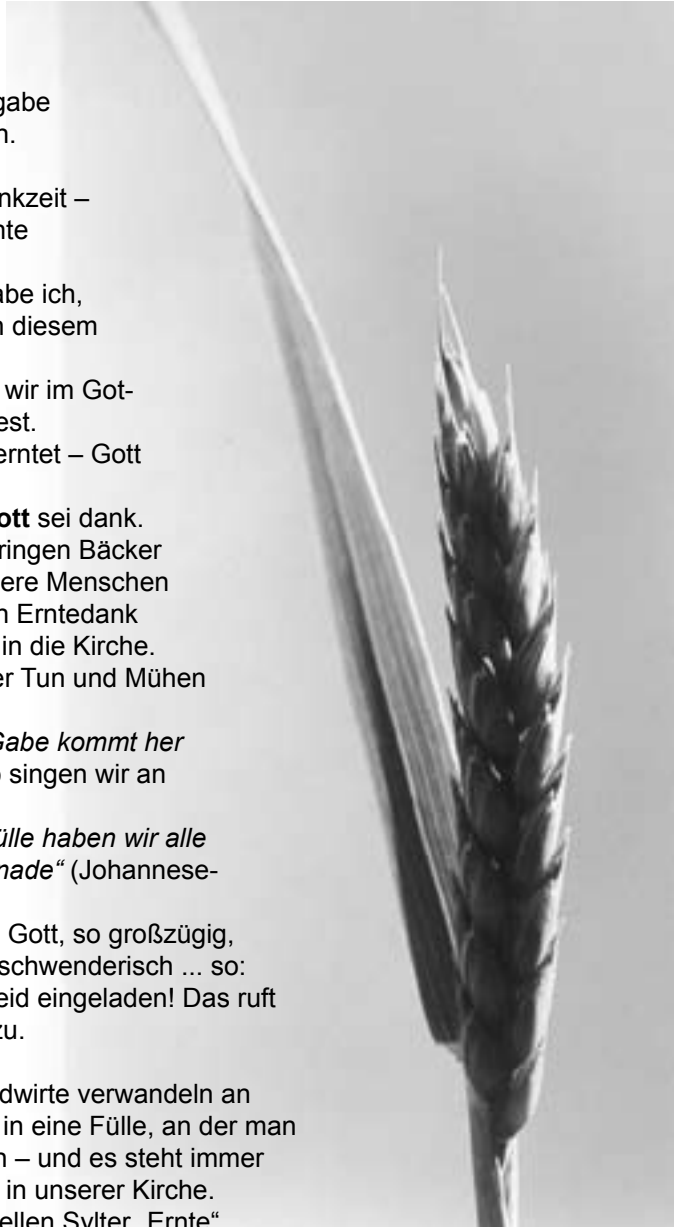 gabe
n.
nkzeit –
nte
abe ich,
n diesem
wir im Got-
est.
erntet – Gott
ott sei dank.
ringen Bäcker
ere Menschen
n Erntedank
in die Kirche.
er Tun und Mühen
Gabe kommt her
o singen wir an
ülle haben wir alle
nade“ (Johannese-
Gott, so großzügig,
schwenderisch ... so:
eid eingeladen! Das ruft
zu.
dwirte verwandeln an
in eine Fülle, an der man
n – und es steht immer
in unserer Kirche.
ellen Sylter „Ernte“